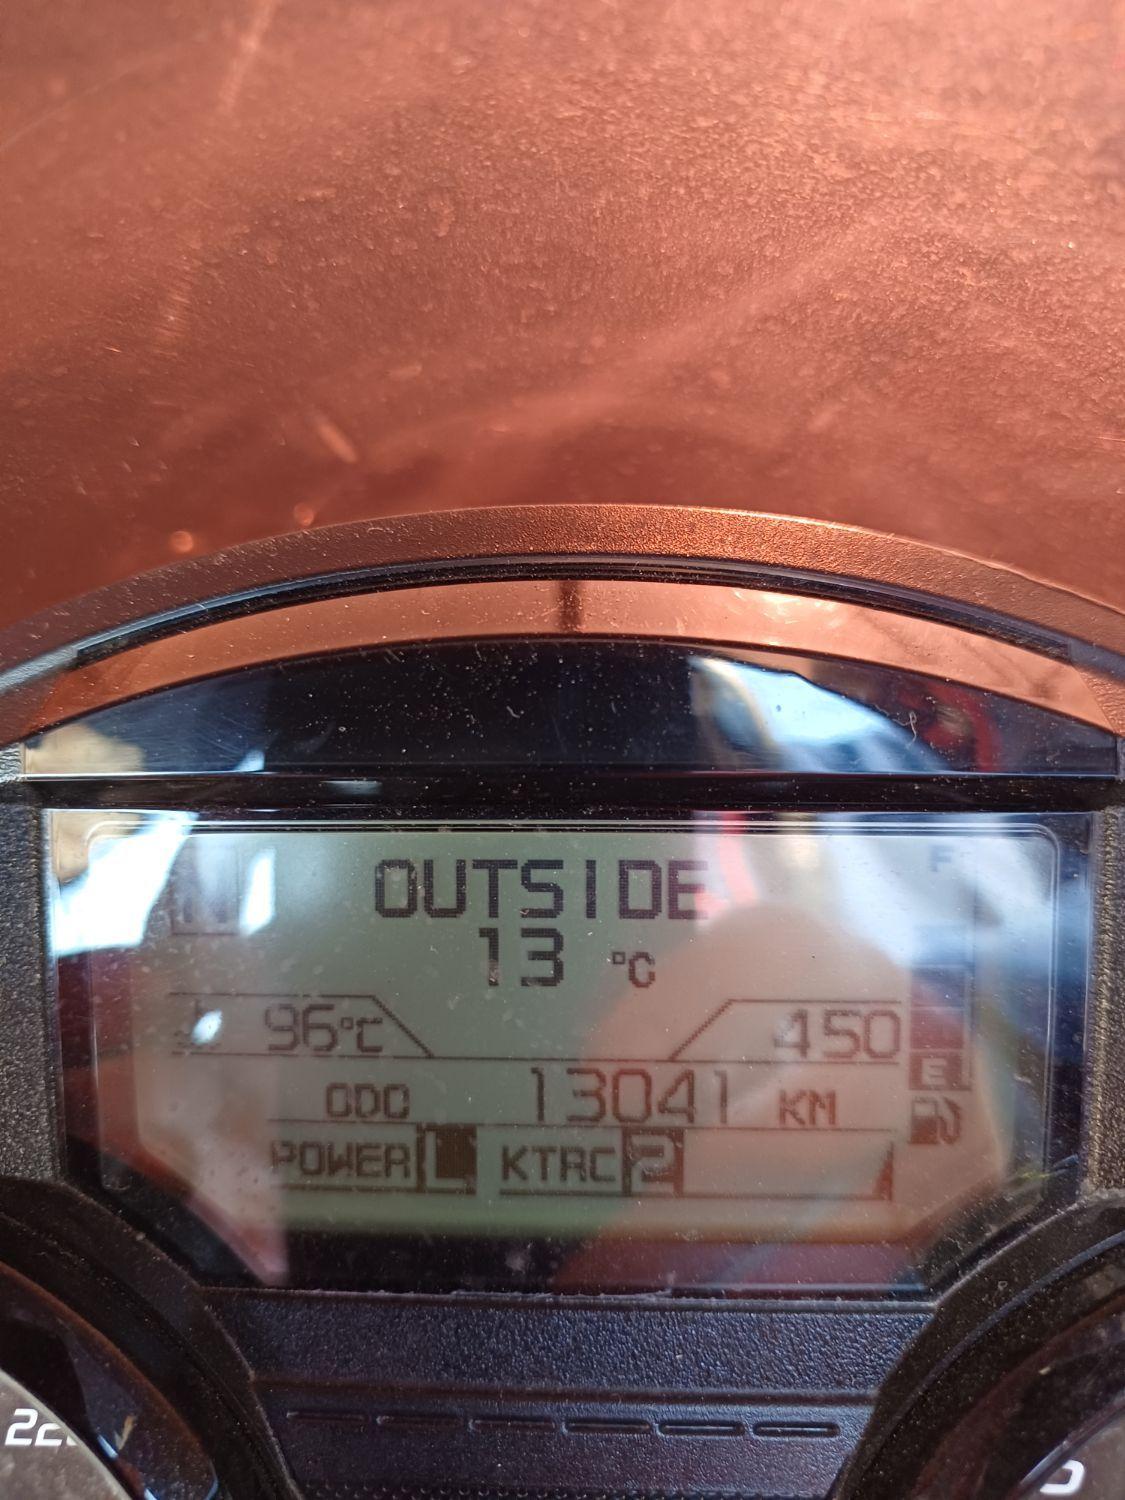 OUTSIDE
13 °C
F
96°C
450
ODO 13041 KM
E
POWER L KTRC 2